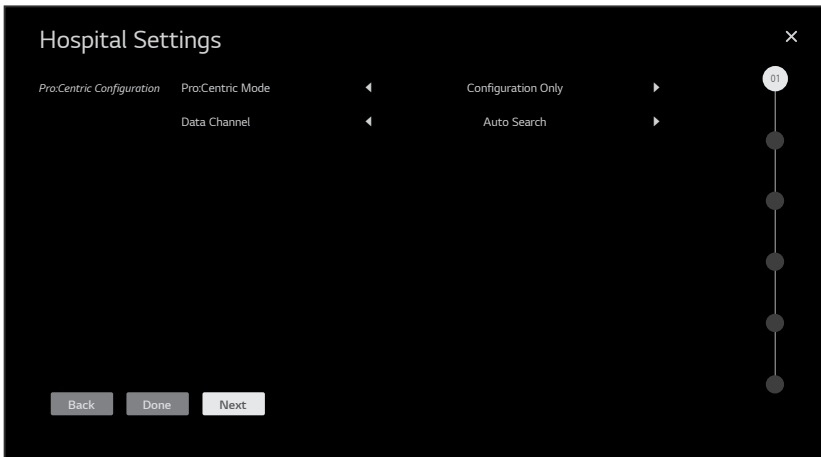 Hospital Settings
01
Pro:Centric Configuration Pro:Centric Mode Configuration Only
Data Channel Auto Search
Back Done Next